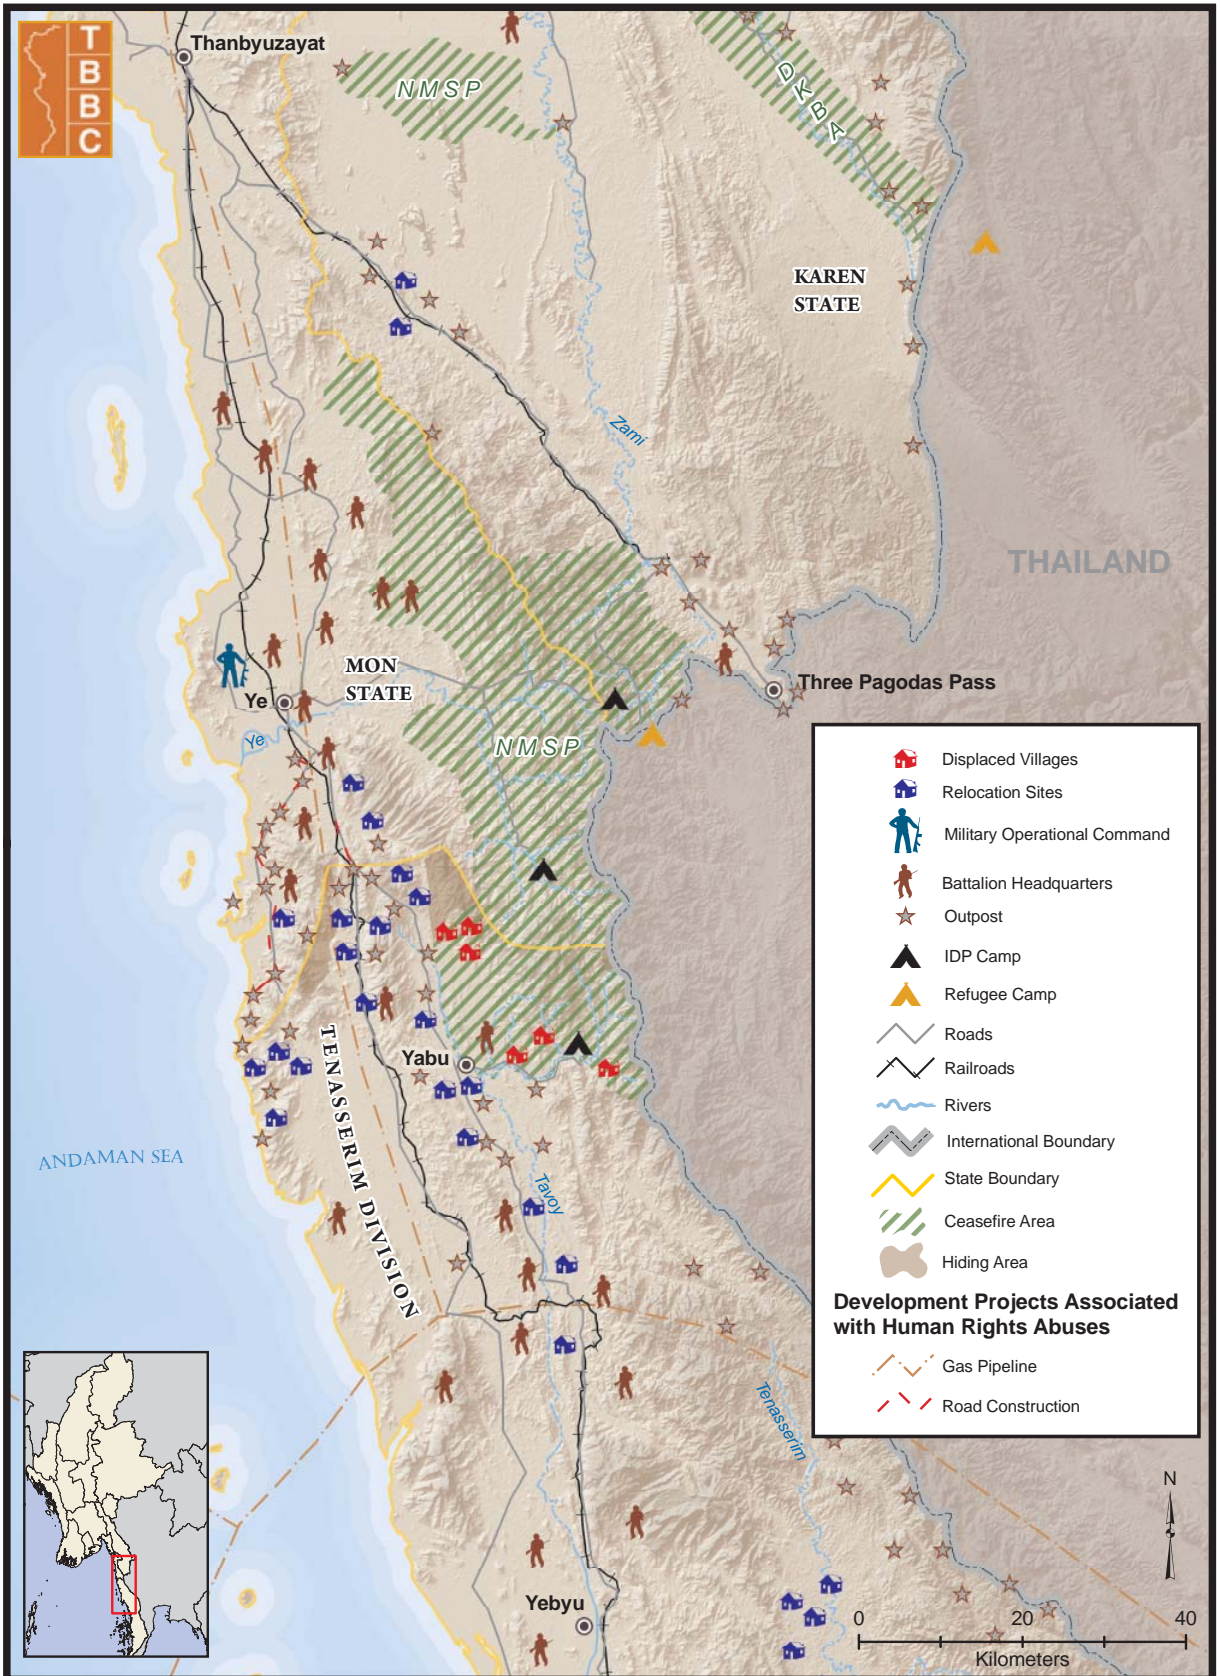 T
B
B
C
Thanbyuzayat
NMSP
DKBA
KAREN
STATE
Zami
THAILAND
MON
STATE
Three Pagodas Pass
Ye
Ye
NMSP
Displaced Villages
Relocation Sites
Military Operational Command
Battalion Headquarters
Outpost
IDP Camp
Refugee Camp
Roads
Railroads
Rivers
International Boundary
State Boundary
Ceasefire Area
Hiding Area
Development Projects Associated
with Human Rights Abuses
Gas Pipeline
Road Construction
Yabu
TENASSERIM DIVISION
ANDAMAN SEA
Tavoy
Tenasserim
N
Yebyu
0 20 40
Kilometers